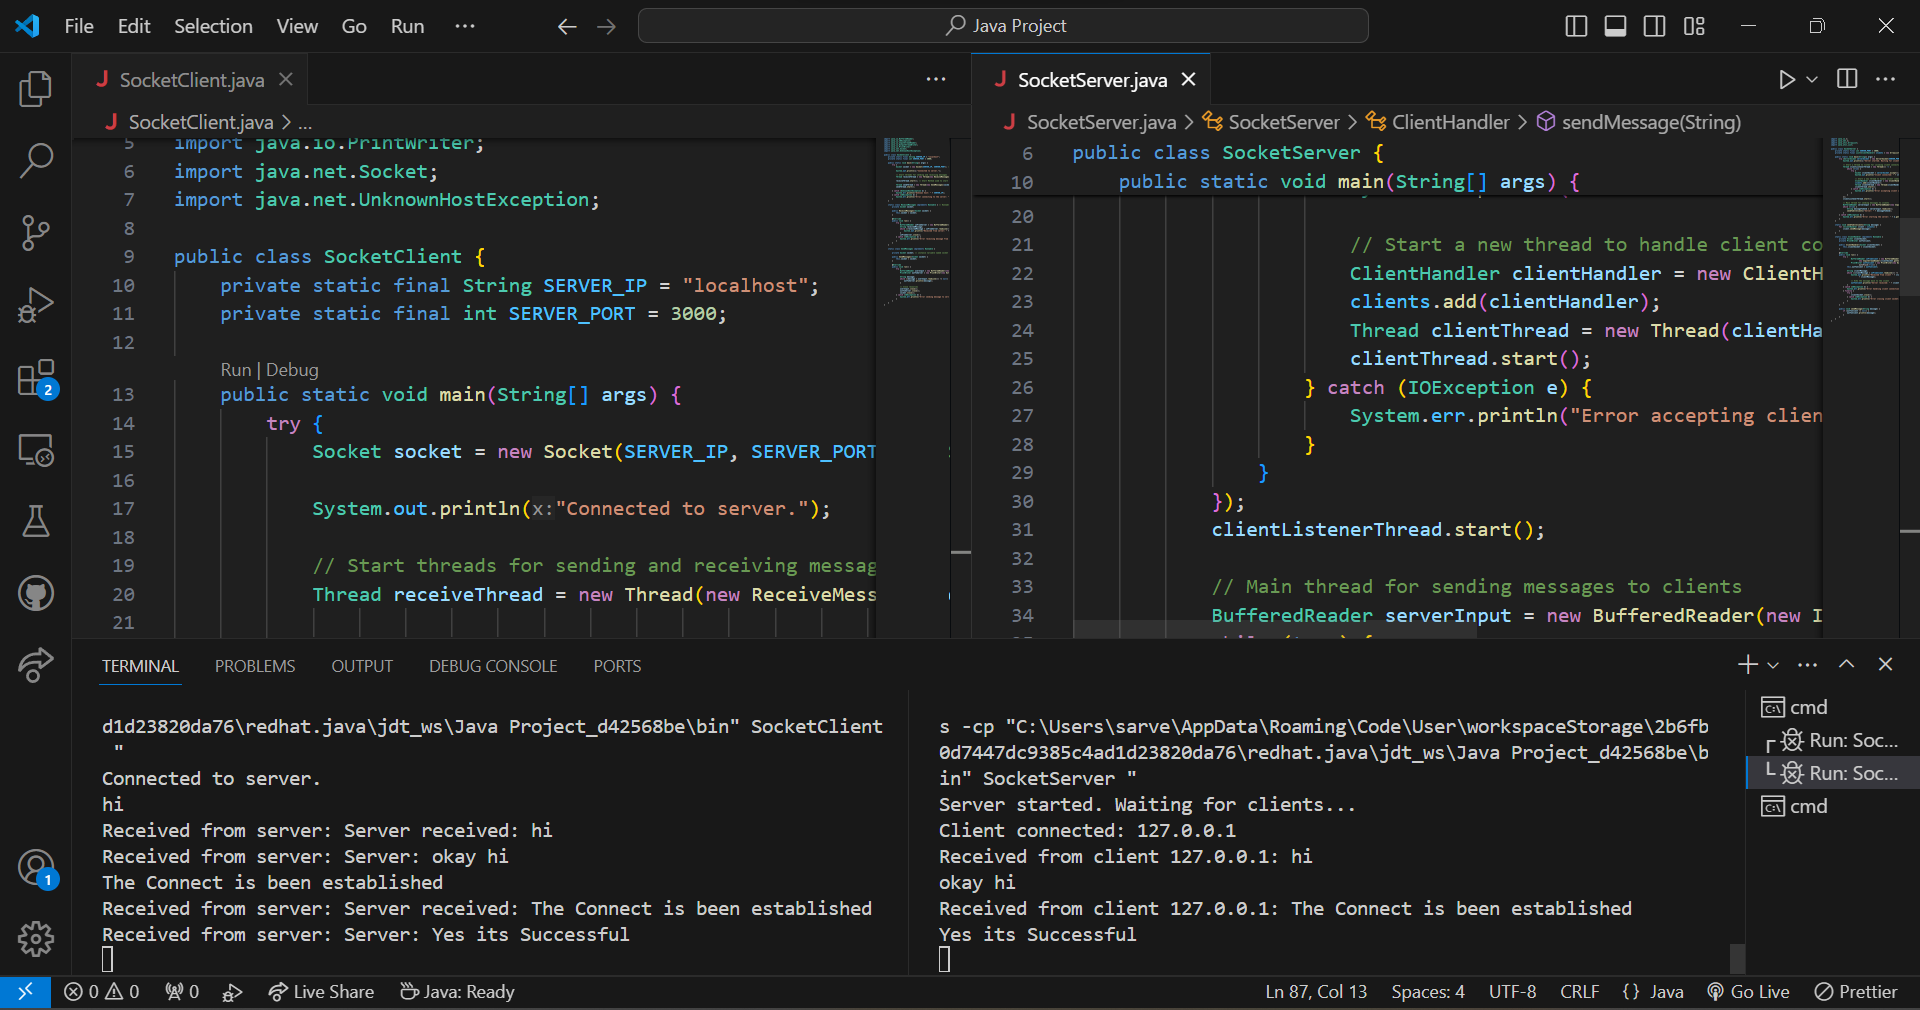 File Edit Selection View Go Run ··· Java Project
SocketClient.java
SocketClient.java > ...
5 import java.io.PrintWriter;
6 import java.net.Socket;
7 import java.net.UnknownHostException;
8
9 public class SocketClient {
10 private static final String SERVER_IP = "localhost";
11 private static final int SERVER_PORT = 3000;
12
Run | Debug
13 public static void main(String[] args) {
14 try {
15 Socket socket = new Socket(SERVER_IP, SERVER_PORT
16
17 System.out.println(x:"Connected to server.");
18
19 // Start threads for sending and receiving messag
20 Thread receiveThread = new Thread(new ReceiveMess
21
SocketServer.java
SocketServer.java > SocketServer > ClientHandler > sendMessage(String)
6 public class SocketServer {
10 public static void main(String[] args) {
20
21 // Start a new thread to handle client co
22 ClientHandler clientHandler = new ClientH
23 clients.add(clientHandler);
24 Thread clientThread = new Thread(clientHa
25 clientThread.start();
26 } catch (IOException e) {
27 System.err.println("Error accepting clien
28 }
29 }
30 });
31 clientListenerThread.start();
32
33 // Main thread for sending messages to clients
34 BufferedReader serverInput = new BufferedReader(new I
TERMINAL PROBLEMS OUTPUT DEBUG CONSOLE PORTS
d1d23820da76\redhat.java\jdt_ws\Java Project_d42568be\bin" SocketClient
"
Connected to server.
hi
Received from server: Server received: hi
Received from server: Server: okay hi
The Connect is been established
Received from server: Server received: The Connect is been established
Received from server: Server: Yes its Successful
s -cp "C:\Users\sarve\AppData\Roaming\Code\User\workspaceStorage\2b6fb
0d7447dc9385c4ad1d23820da76\redhat.java\jdt_ws\Java Project_d42568be\b
in" SocketServer "
Server started. Waiting for clients...
Client connected: 127.0.0.1
Received from client 127.0.0.1: hi
okay hi
Received from client 127.0.0.1: The Connect is been established
Yes its Successful
cmd
Run: Soc...
Run: Soc...
cmd
2
1
0 0 0 Live Share Java: Ready Ln 87, Col 13 Spaces: 4 UTF-8 CRLF {} Java Go Live Prettier